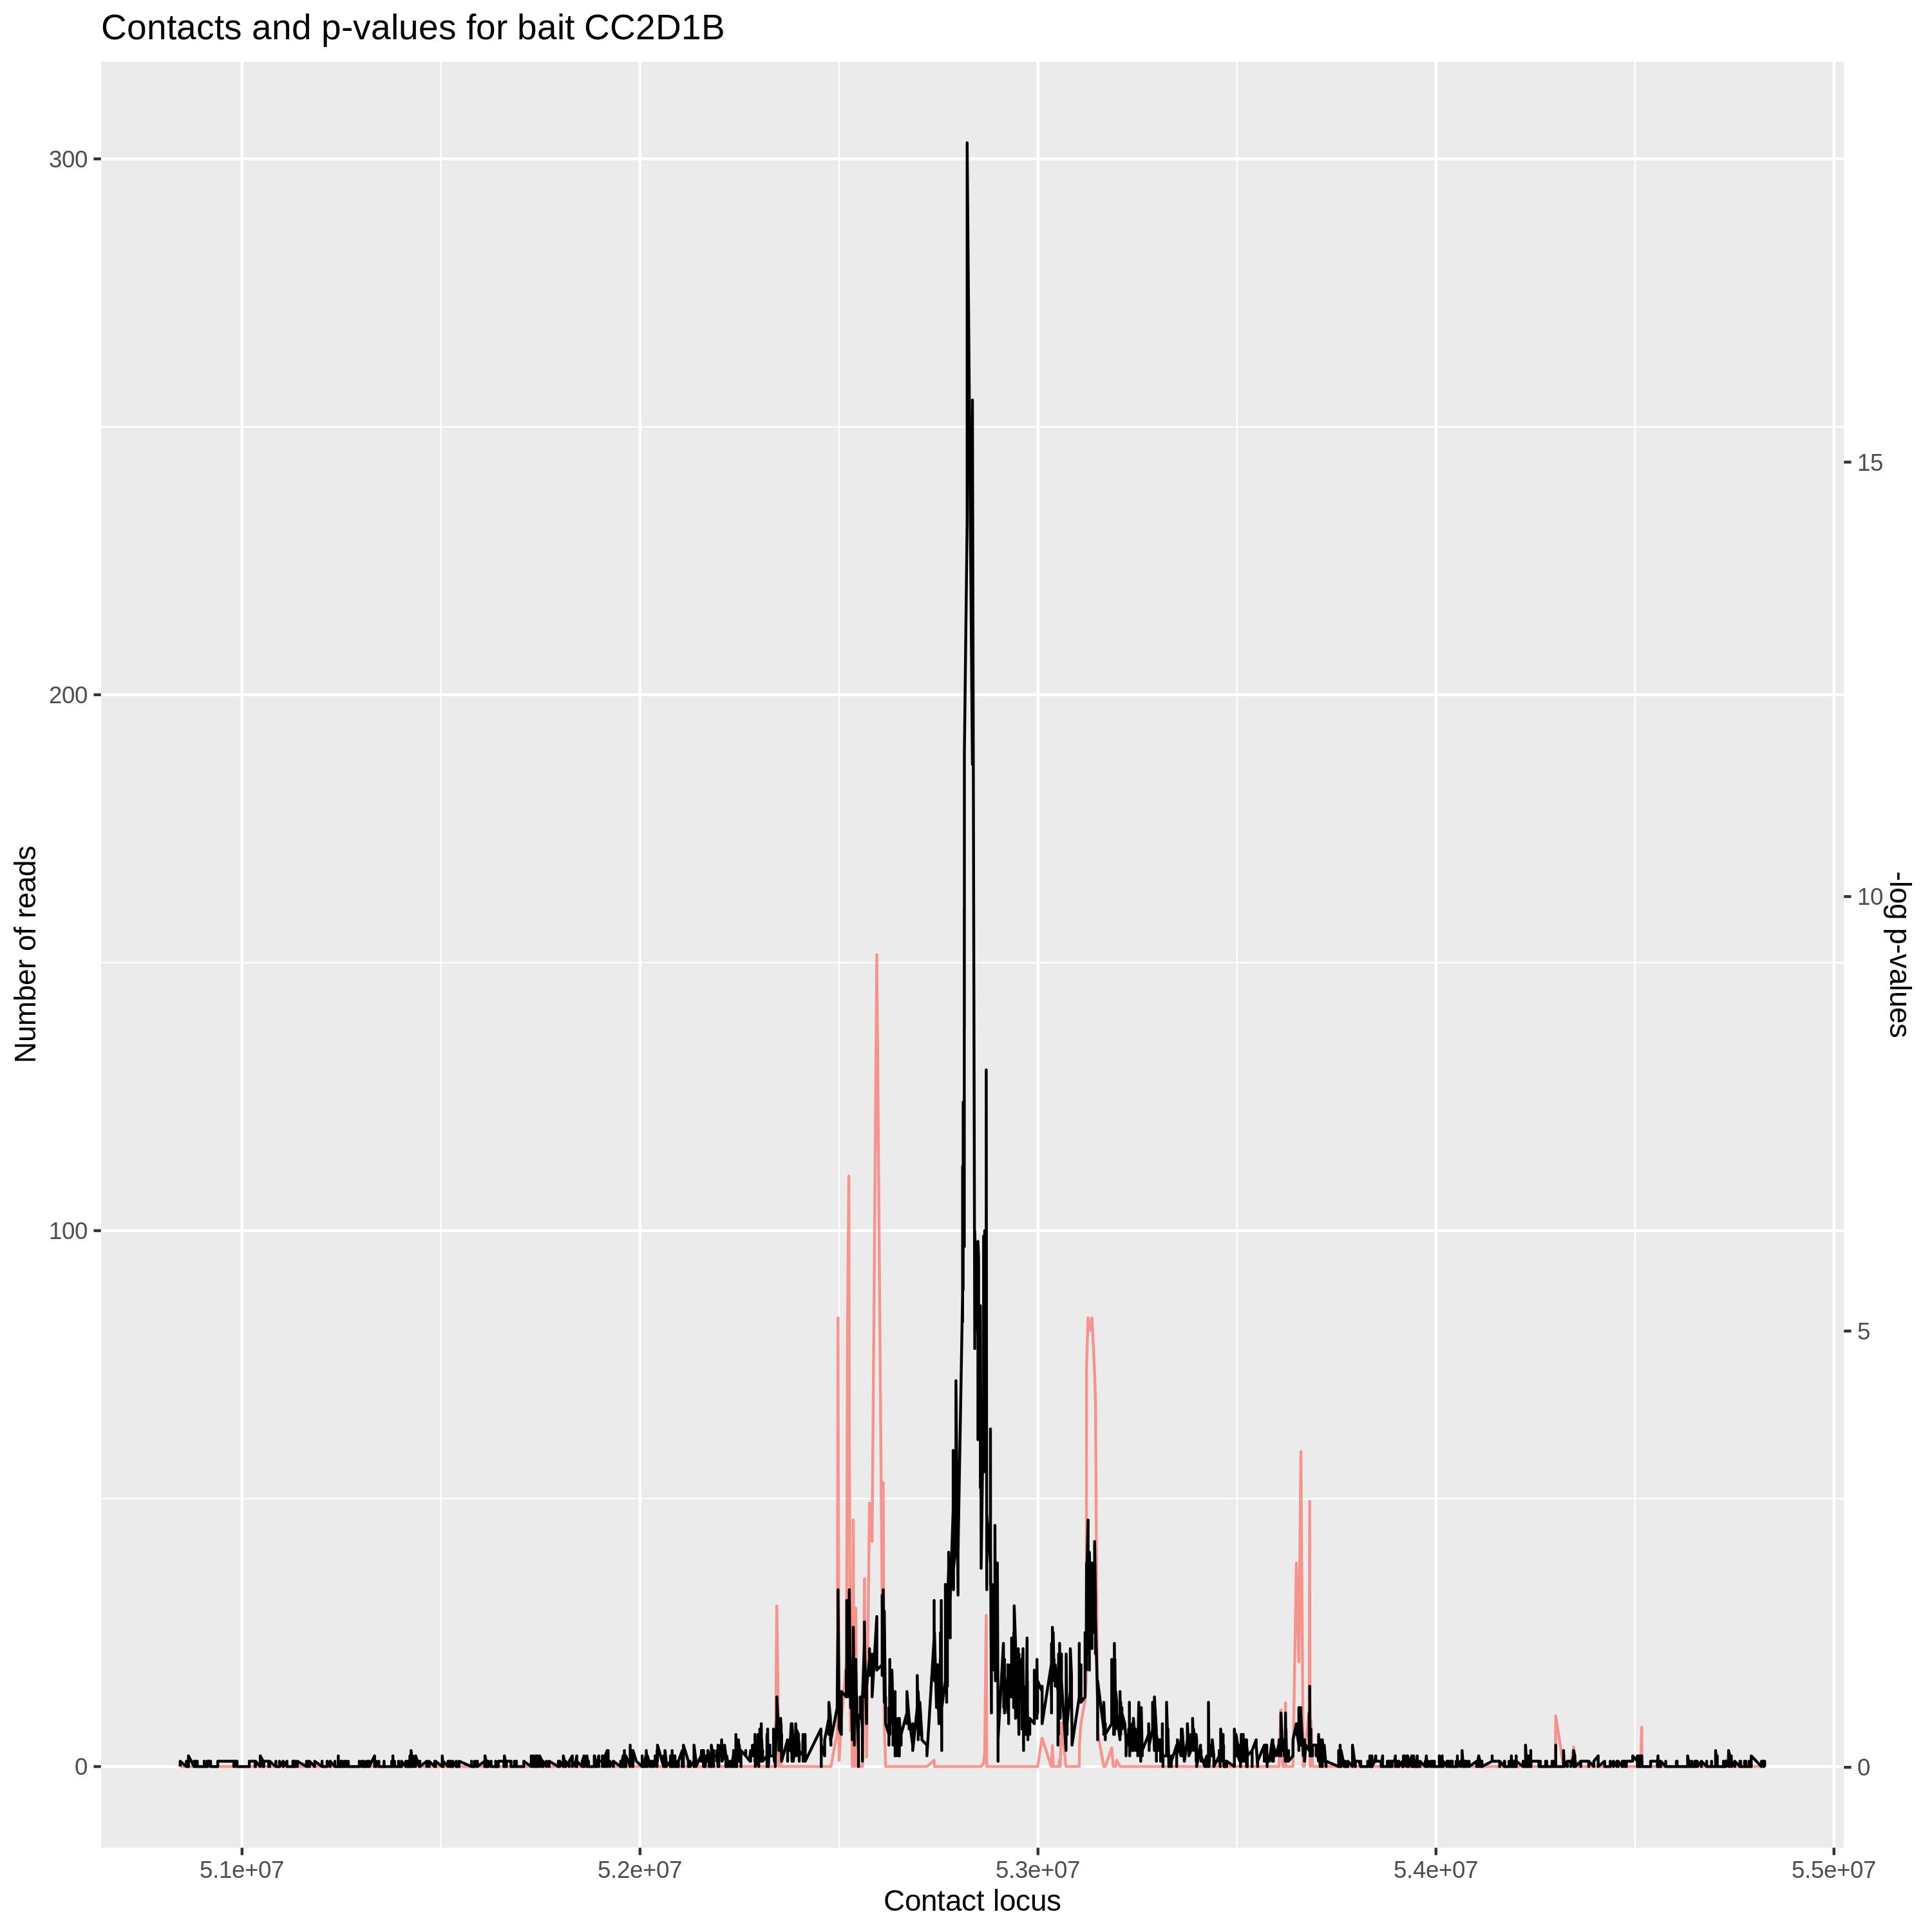 Contacts and p-values for bait CC2D1B
300
200
100
0
Number of reads
15
10
5
0
-log p-values
5.1e+07
5.2e+07
5.3e+07
5.4e+07
5.5e+07
Contact locus